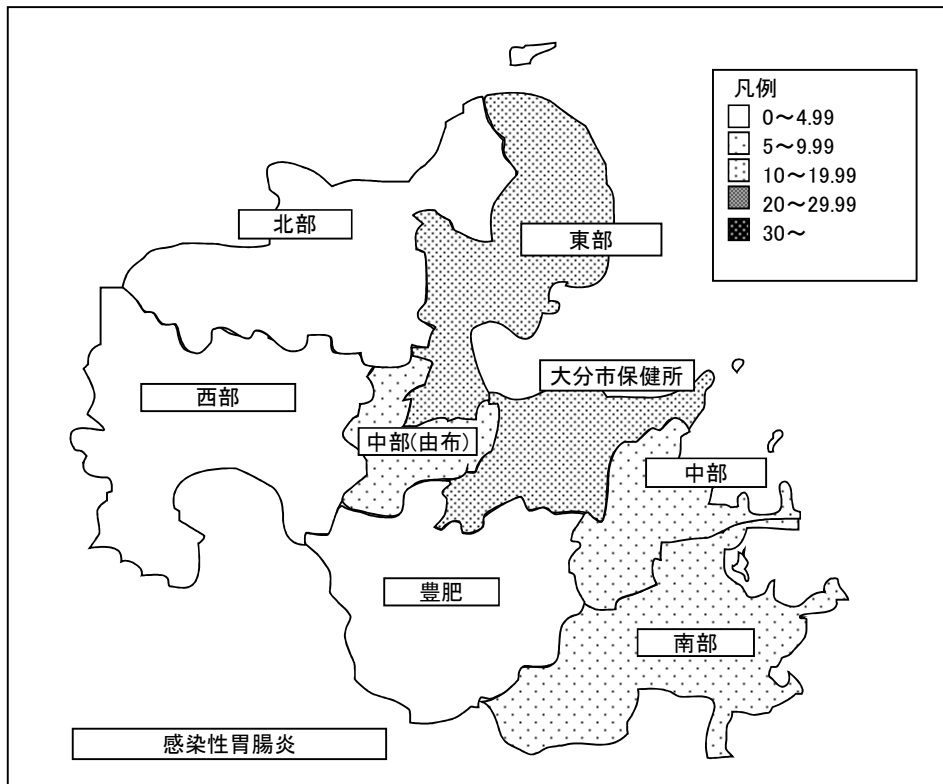 凡例
0～4.99
5～9.99
10～19.99
20～29.99
30～
北部
東部
大分市保健所
西部
中部(由布)
中部
豊肥
南部
感染性胃腸炎